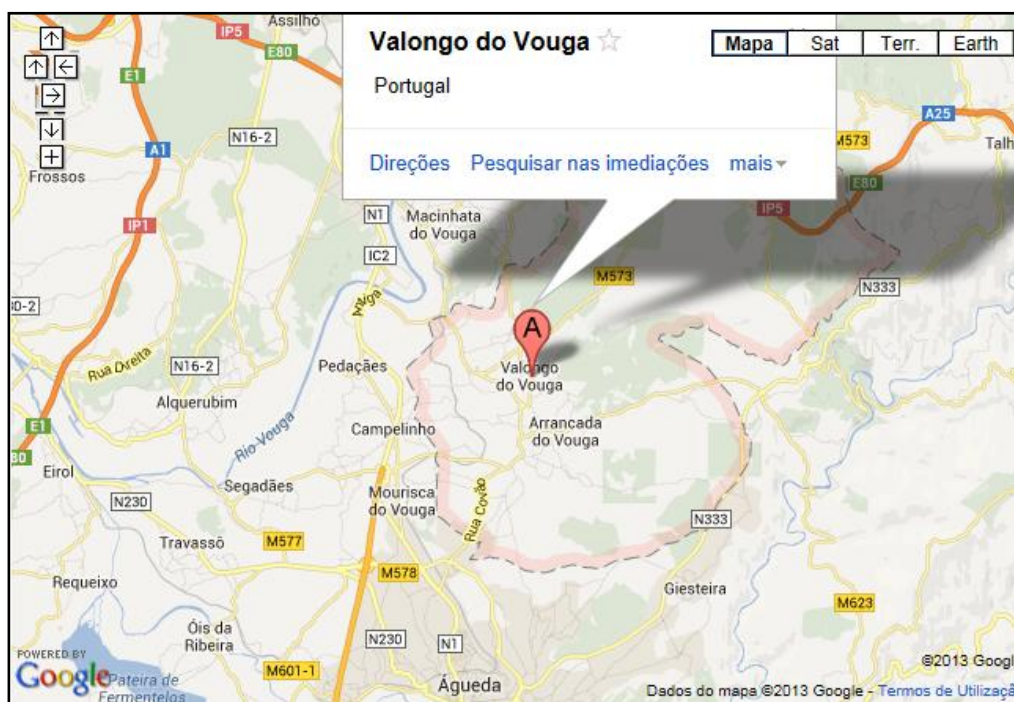 Valongo do Vouga
Portugal
Direções Pesquisar nas imediações mais
Mapa Sat Terr. Earth
Assilhó
IP5
E80
E1
N16-2
A1
Frossos
IP1
A25
M573
Talh
E80
IP5
N1
Macinhata
do Vouga
IC2
M573
N333
0-2
Rua Direita
N16-2
Pedaçães
A
Valongo
do Vouga
Alquerubim
E1
Rio Vouga
Campelinho
Arrancada
do Vouga
80
Eirol
Segadães
N230
Mourisca
do Vouga
Rua Covão
N333
Travassô
M577
M578
Requeixo
Giesteira
M623
Óis da
Ribeira
N230
N1
POWERED BY
Google
Pateira de
Fermentelos
M601-1
Águeda
©2013 Googl
Dados do mapa ©2013 Google - Termos de Utilizaçã